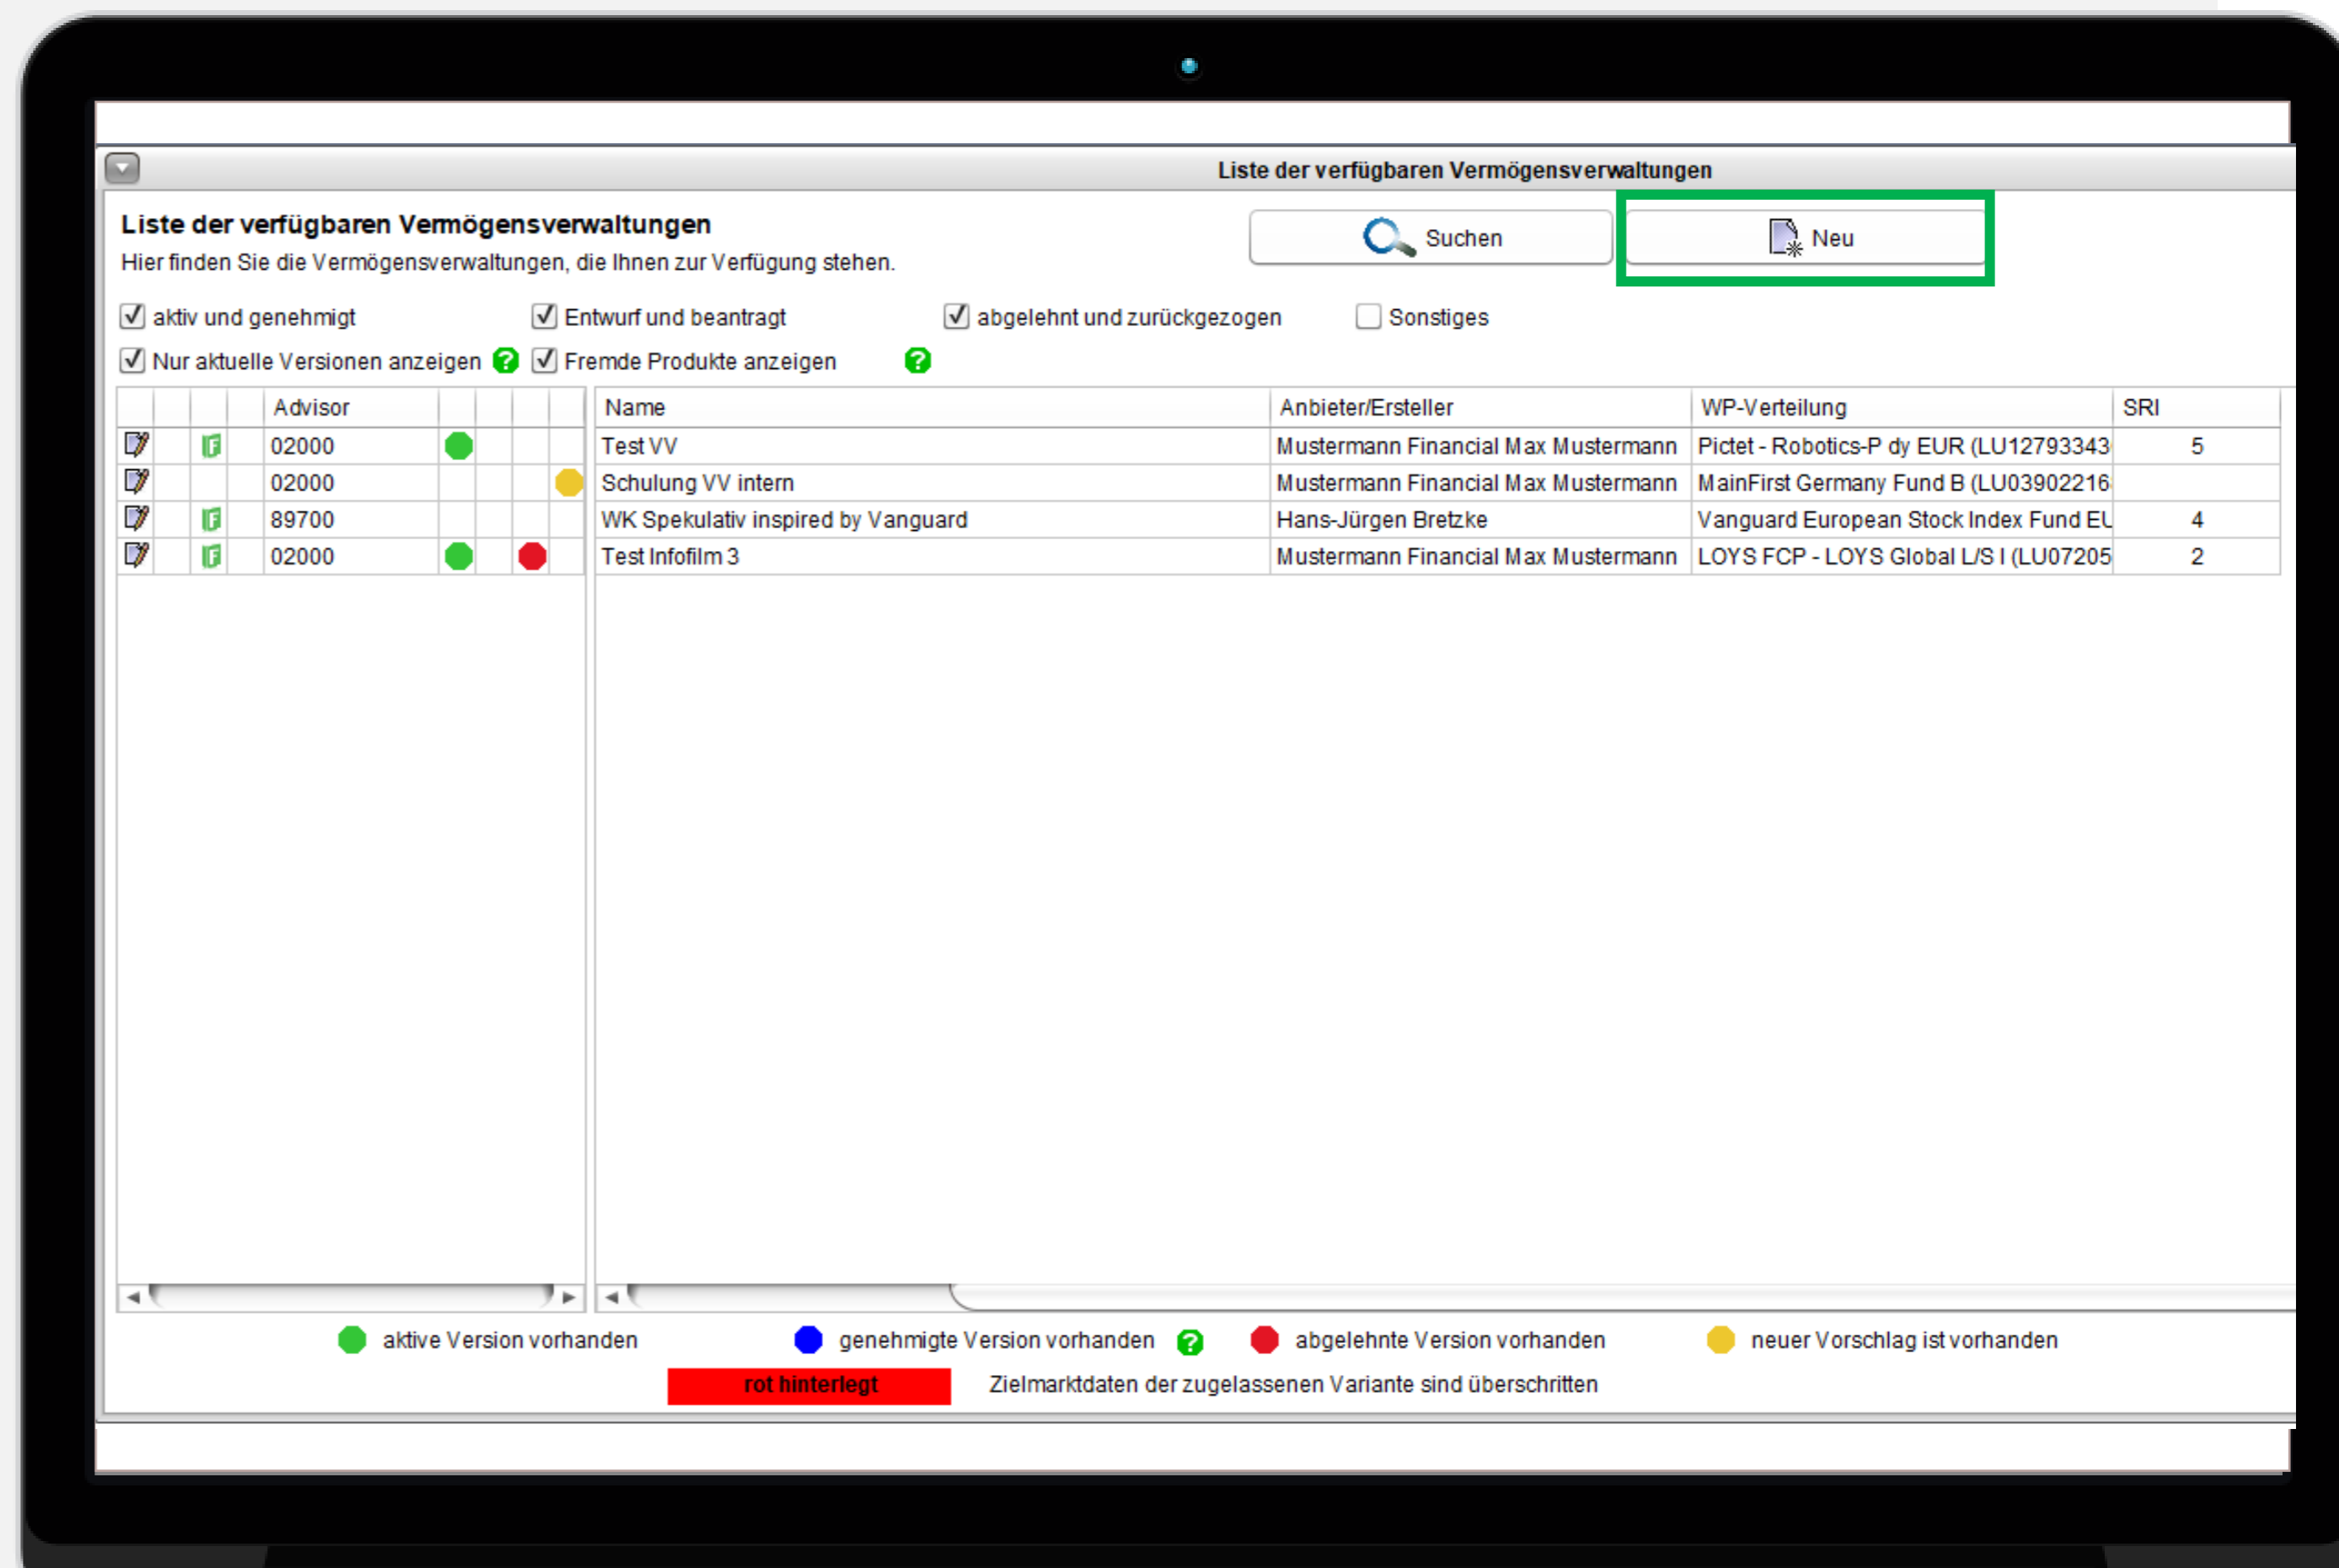 Liste der verfügbaren Vermögensverwaltungen
Liste der verfügbaren Vermögensverwaltungen
Suchen
Neu
Hier finden Sie die Vermögensverwaltungen, die Ihnen zur Verfügung stehen.
aktiv und genehmigt Entwurf und beantragt abgelehnt und zurückgezogen Sonstiges
Nur aktuelle Versionen anzeigen ? Fremde Produkte anzeigen ?
Advisor Name Anbieter/Ersteller WP-Verteilung SRI
02000 Test VV Mustermann Financial Max Mustermann Pictet - Robotics-P dy EUR (LU12793343 5
02000 Schulung VV intern Mustermann Financial Max Mustermann MainFirst Germany Fund B (LU03902216
89700 WK Spekulativ inspired by Vanguard Hans-Jürgen Bretzke Vanguard European Stock Index Fund EU 4
02000 Test Infofilm 3 Mustermann Financial Max Mustermann LOYS FCP - LOYS Global L/S I (LU07205 2
aktive Version vorhanden genehmigte Version vorhanden ? abgelehnte Version vorhanden neuer Vorschlag ist vorhanden
rot hinterlegt Zielmarktdaten der zugelassenen Variante sind überschritten